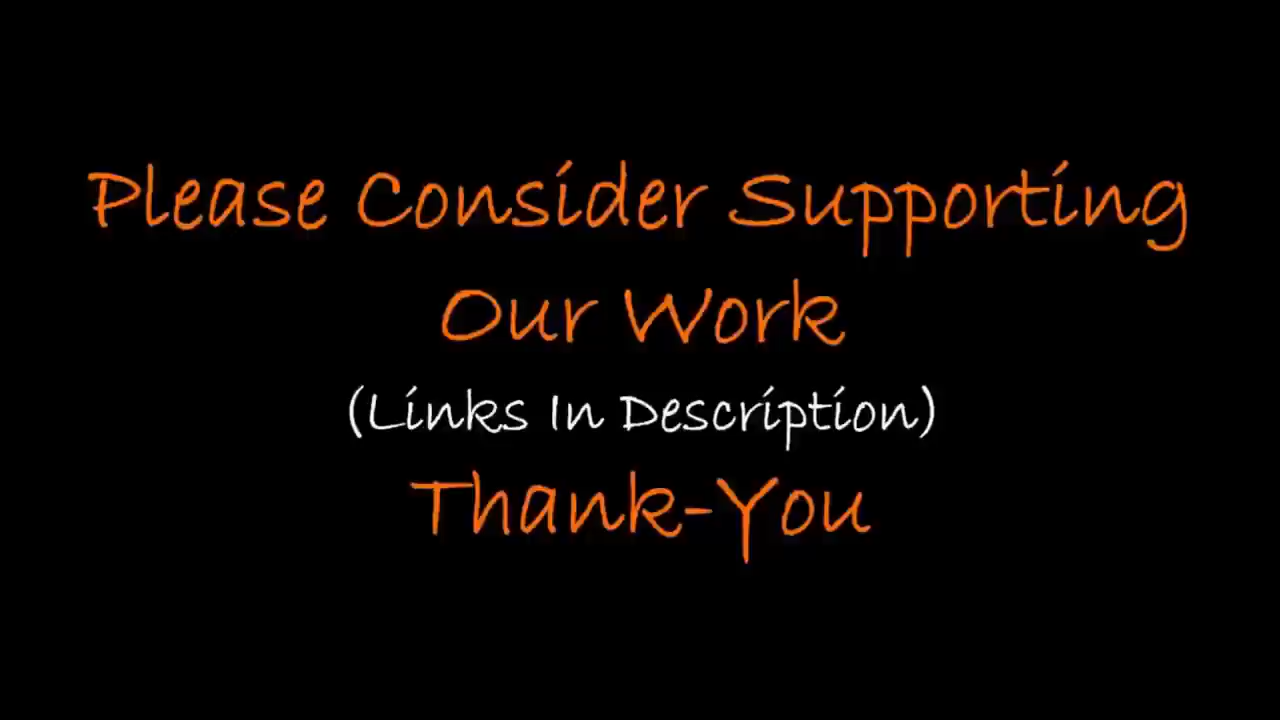 Please Consider Supporting
Our Work
(Links In Description)
Thank-You